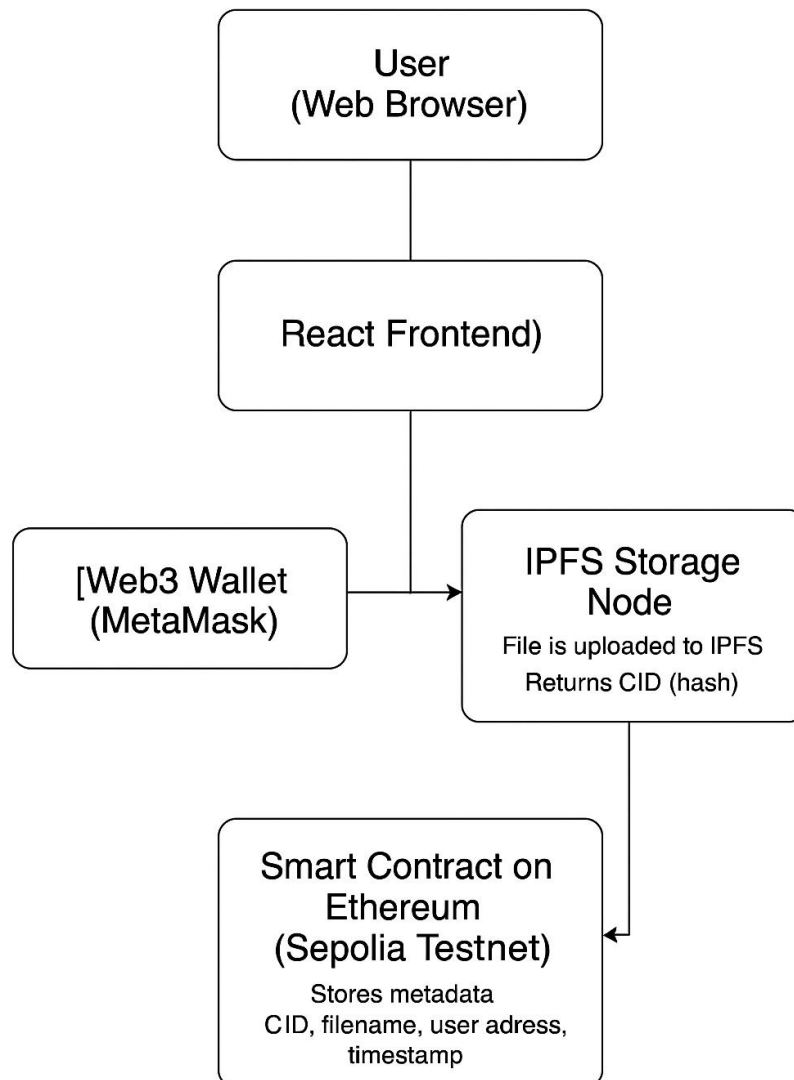 User
(Web Browser)
React Frontend)
[Web3 Wallet
(MetaMask)
IPFS Storage
Node
File is uploaded to IPFS
Returns CID (hash)
Smart Contract on
Ethereum
(Sepolia Testnet)
Stores metadata
CID, filename, user adress,
timestamp